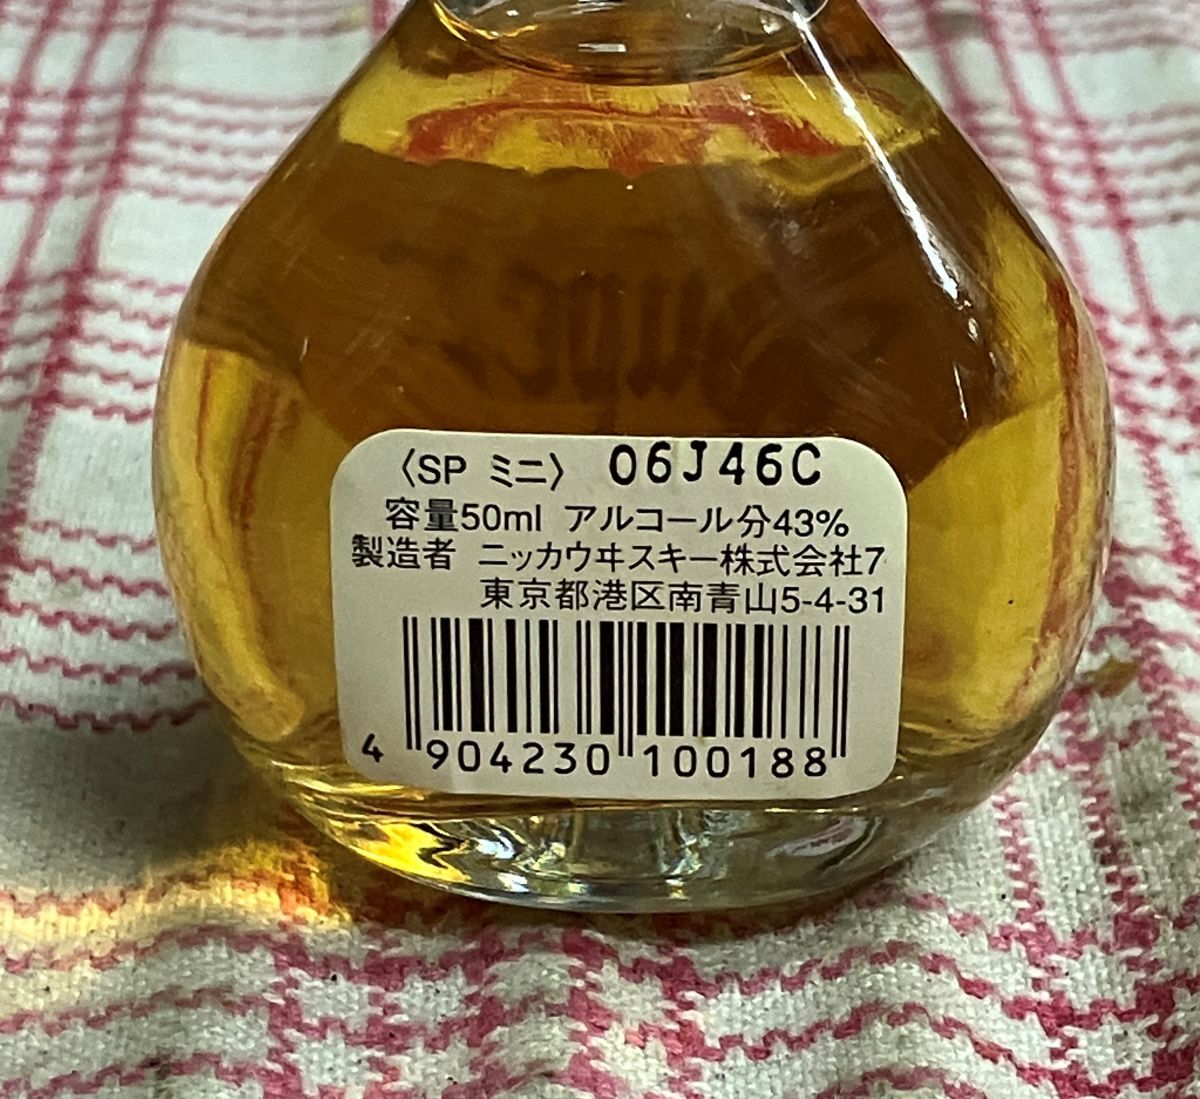 〈SP ミニ〉 06J46C
容量50ml アルコール分43%
製造者 ニッカウヰスキー株式会社7
東京都港区南青山5-4-31
4 904230 100188